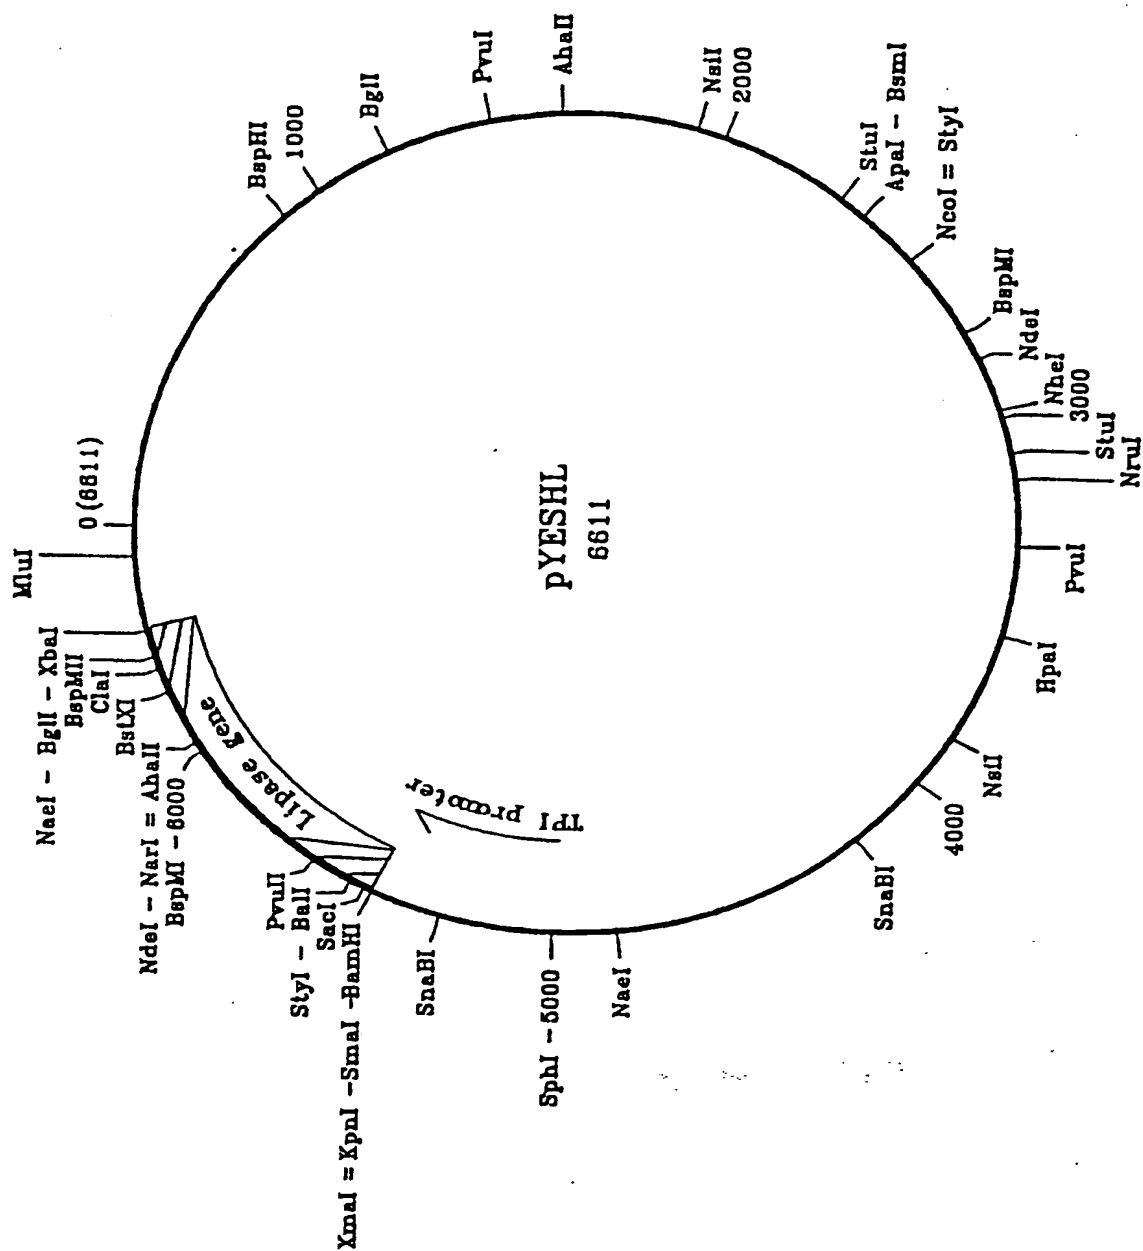 pYESHL
6611
0 (6611)
BspHI
1000
BglI
PvuI
AhaII
NsiI
2000
StuI
ApaI - BsmI
NcoI = StyI
BspMI
NdeI
NheI
3000
StuI
NruI
PvuI
HpaI
NsiI
4000
SnaBI
NaeI
SphI - 5000
SnaBI
XmaI = KpnI - SmaI - BamHI
SacI
StyI - BalI
PvuII
BspMI - 6000
NdeI - NarI = AhaII
BstXI
ClaI
BspMII
NaeI - BglI - XbaI
MluI
Lipase gene
TPI promoter